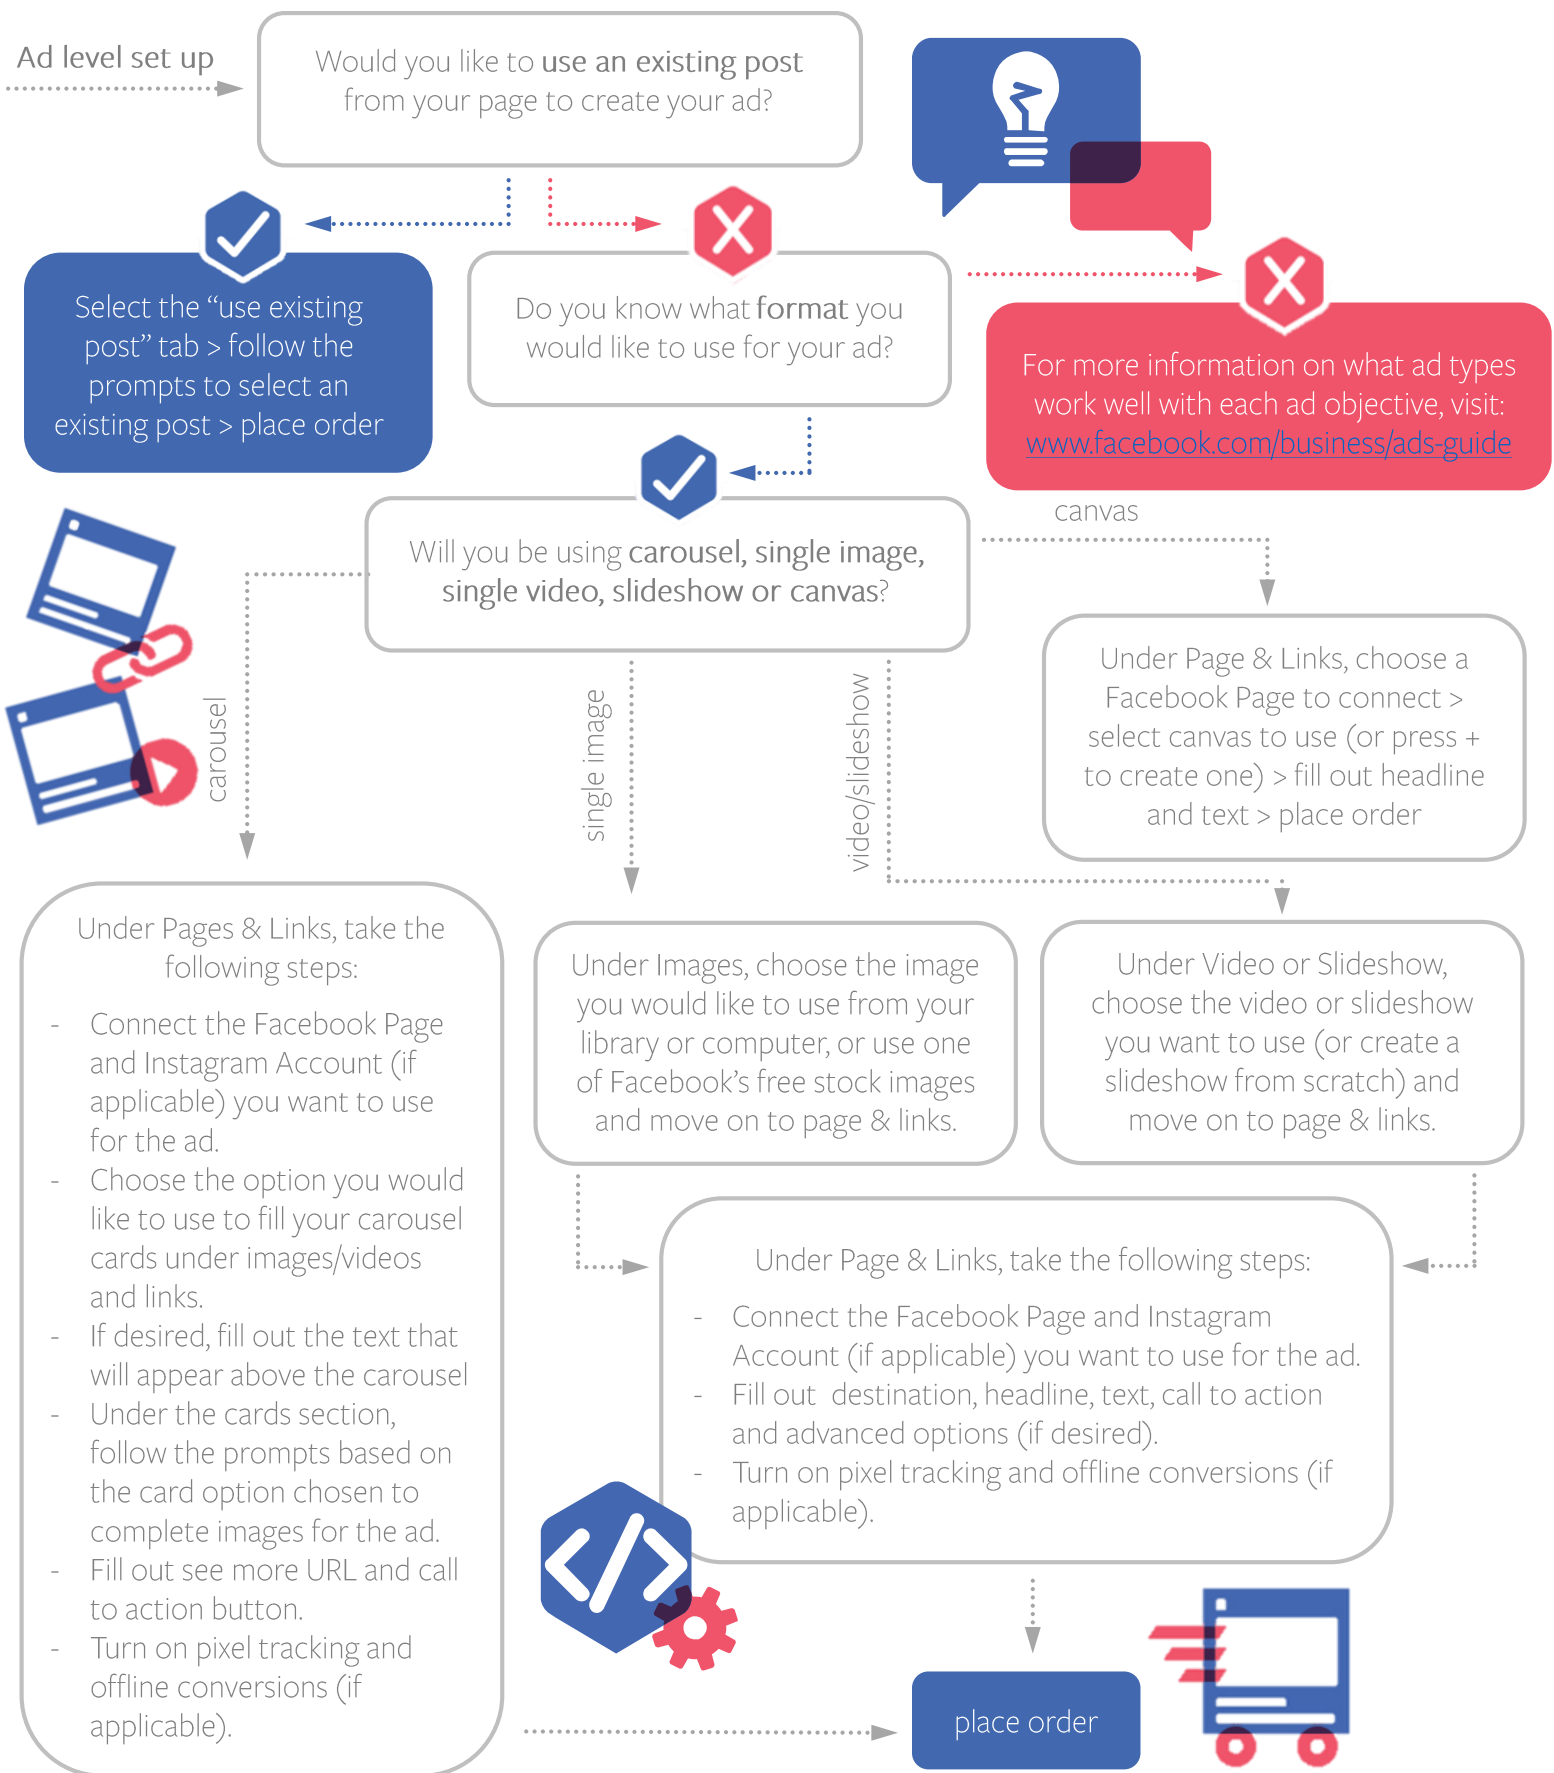 Ad level set up
Would you like to use an existing post
from your page to create your ad?
Select the “use existing
post” tab > follow the
prompts to select an
existing post > place order
Do you know what format you
would like to use for your ad?
For more information on what ad types
work well with each ad objective, visit:
www.facebook.com/business/ads-guide
Will you be using carousel, single image,
single video, slideshow or canvas?
canvas
carousel
single image
video/slideshow
Under Page & Links, choose a
Facebook Page to connect >
select canvas to use (or press +
to create one) > fill out headline
and text > place order
Under Pages & Links, take the
following steps:
- Connect the Facebook Page
and Instagram Account (if
applicable) you want to use
for the ad.
- Choose the option you would
like to use to fill your carousel
cards under images/videos
and links.
- If desired, fill out the text that
will appear above the carousel
- Under the cards section,
follow the prompts based on
the card option chosen to
complete images for the ad.
- Fill out see more URL and call
to action button.
- Turn on pixel tracking and
offline conversions (if
applicable).
Under Images, choose the image
you would like to use from your
library or computer, or use one
of Facebook’s free stock images
and move on to page & links.
Under Video or Slideshow,
choose the video or slideshow
you want to use (or create a
slideshow from scratch) and
move on to page & links.
Under Page & Links, take the following steps:
- Connect the Facebook Page and Instagram
Account (if applicable) you want to use for the ad.
- Fill out destination, headline, text, call to action
and advanced options (if desired).
- Turn on pixel tracking and offline conversions (if
applicable).
place order